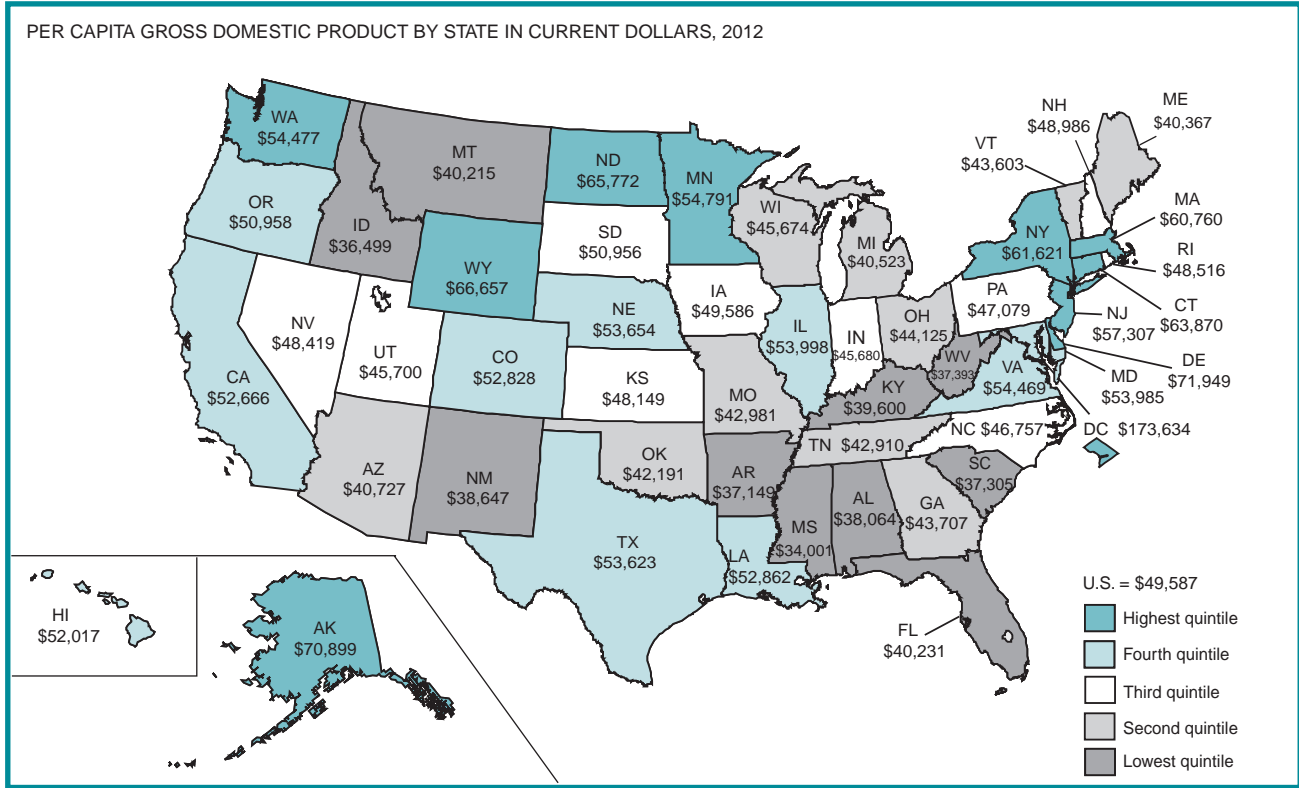 PER CAPITA GROSS DOMESTIC PRODUCT BY STATE IN CURRENT DOLLARS, 2012
WA
$54,477
MT
$40,215
ND
$65,772
MN
$54,791
OR
$50,958
ID
$36,499
WY
$66,657
SD
$50,956
WI
$45,674
MI
$40,523
VT
$43,603
NH
$48,986
ME
$40,367
NY
$61,621
MA
$60,760
RI
$48,516
CT
$63,870
NJ
$57,307
DE
$71,949
MD
$53,985
DC $173,634
PA
$47,079
NV
$48,419
UT
$45,700
CO
$52,828
NE
$53,654
IA
$49,586
IL
$53,998
IN
$45,680
OH
$44,125
WV
$37,393
VA
$54,469
CA
$52,666
KS
$48,149
MO
$42,981
KY
$39,600
NC $46,757
TN $42,910
AZ
$40,727
NM
$38,647
OK
$42,191
AR
$37,149
SC
$37,305
MS
$34,001
AL
$38,064
GA
$43,707
TX
$53,623
LA
$52,862
FL
$40,231
HI
$52,017
AK
$70,899
U.S. = $49,587
Highest quintile
Fourth quintile
Third quintile
Second quintile
Lowest quintile